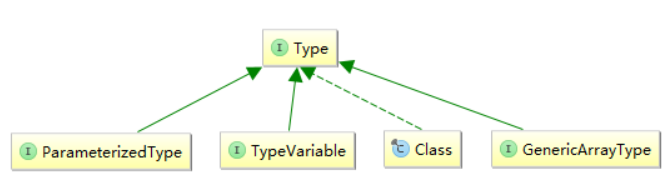 I Type
I ParameterizedType
I TypeVariable
C Class
I GenericArrayType